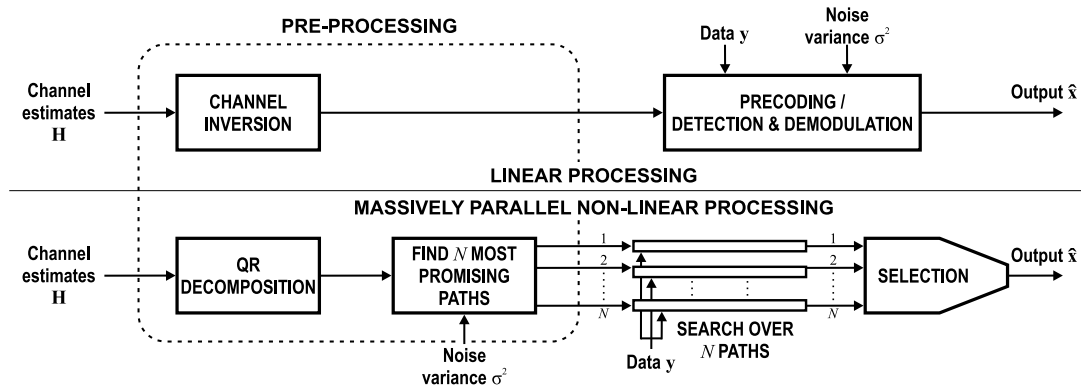 PRE-PROCESSING
Data y
Noise
variance σ²
Channel
estimates
H
CHANNEL
INVERSION
PRECODING /
DETECTION & DEMODULATION
Output x̂
LINEAR PROCESSING
MASSIVELY PARALLEL NON-LINEAR PROCESSING
Channel
estimates
H
QR
DECOMPOSITION
FIND N MOST
PROMISING
PATHS
1
2
N
1
2
N
SELECTION
Output x̂
SEARCH OVER
N PATHS
Data y
Noise
variance σ²